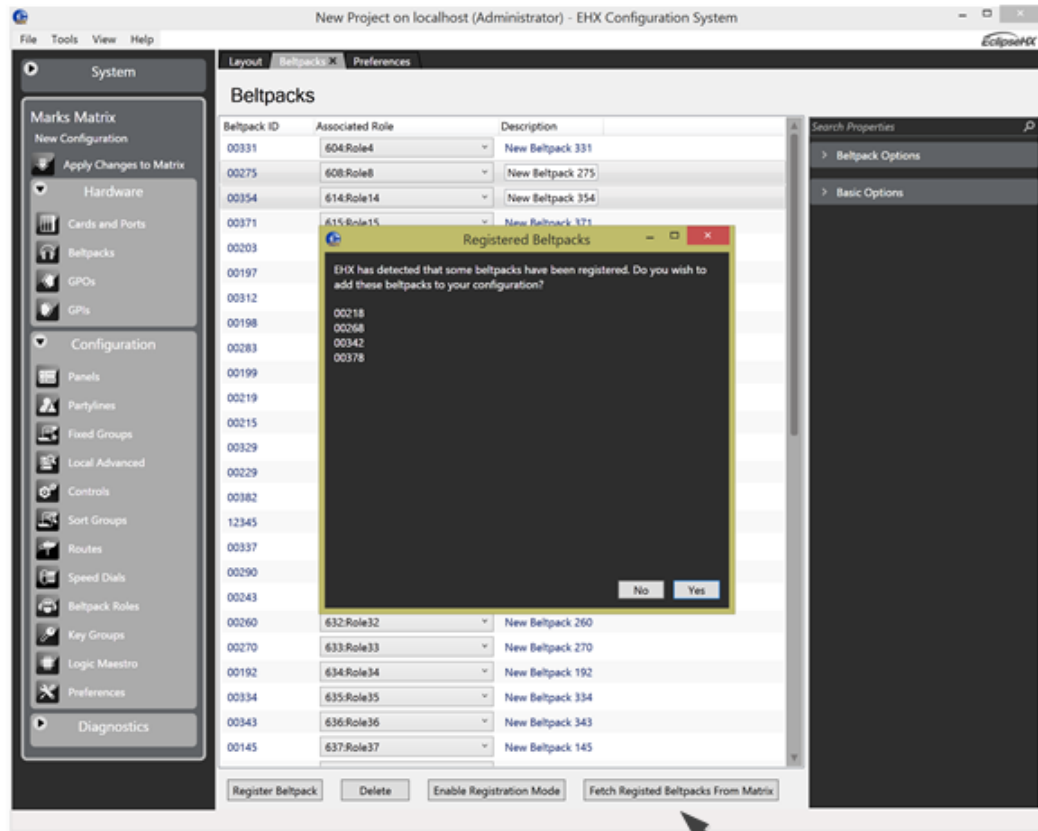 New Project on localhost (Administrator) - EHX Configuration System
File Tools View Help
EclipseHX
System
Layout Beltpacks X Preferences
Beltpacks
Marks Matrix
New Configuration
Apply Changes to Matrix
Hardware
Cards and Ports
Beltpacks
GPOs
GPIs
Configuration
Panels
Partylines
Fixed Groups
Local Advanced
Controls
Sort Groups
Routes
Speed Dials
Beltpack Roles
Key Groups
Logic Maestro
Preferences
Diagnostics
Beltpack ID Associated Role Description
00331 604:Role4 New Beltpack 331
00275 608:Role8 New Beltpack 275
00354 614:Role14 New Beltpack 354
00371 615:Role15 New Beltpack 371
00203
00197
00312
00198
00283
00199
00219
00215
00329
00229
00382
12345
00337
00290
00243
00260 632:Role32 New Beltpack 260
00270 633:Role33 New Beltpack 270
00192 634:Role34 New Beltpack 192
00334 635:Role35 New Beltpack 334
00343 636:Role36 New Beltpack 343
00145 637:Role37 New Beltpack 145
Registered Beltpacks
EHX has detected that some beltpacks have been registered. Do you wish to
add these beltpacks to your configuration?
00218
00268
00342
00378
No Yes
Register Beltpack Delete Enable Registration Mode Fetch Registed Beltpacks From Matrix
Search Properties
Beltpack Options
Basic Options